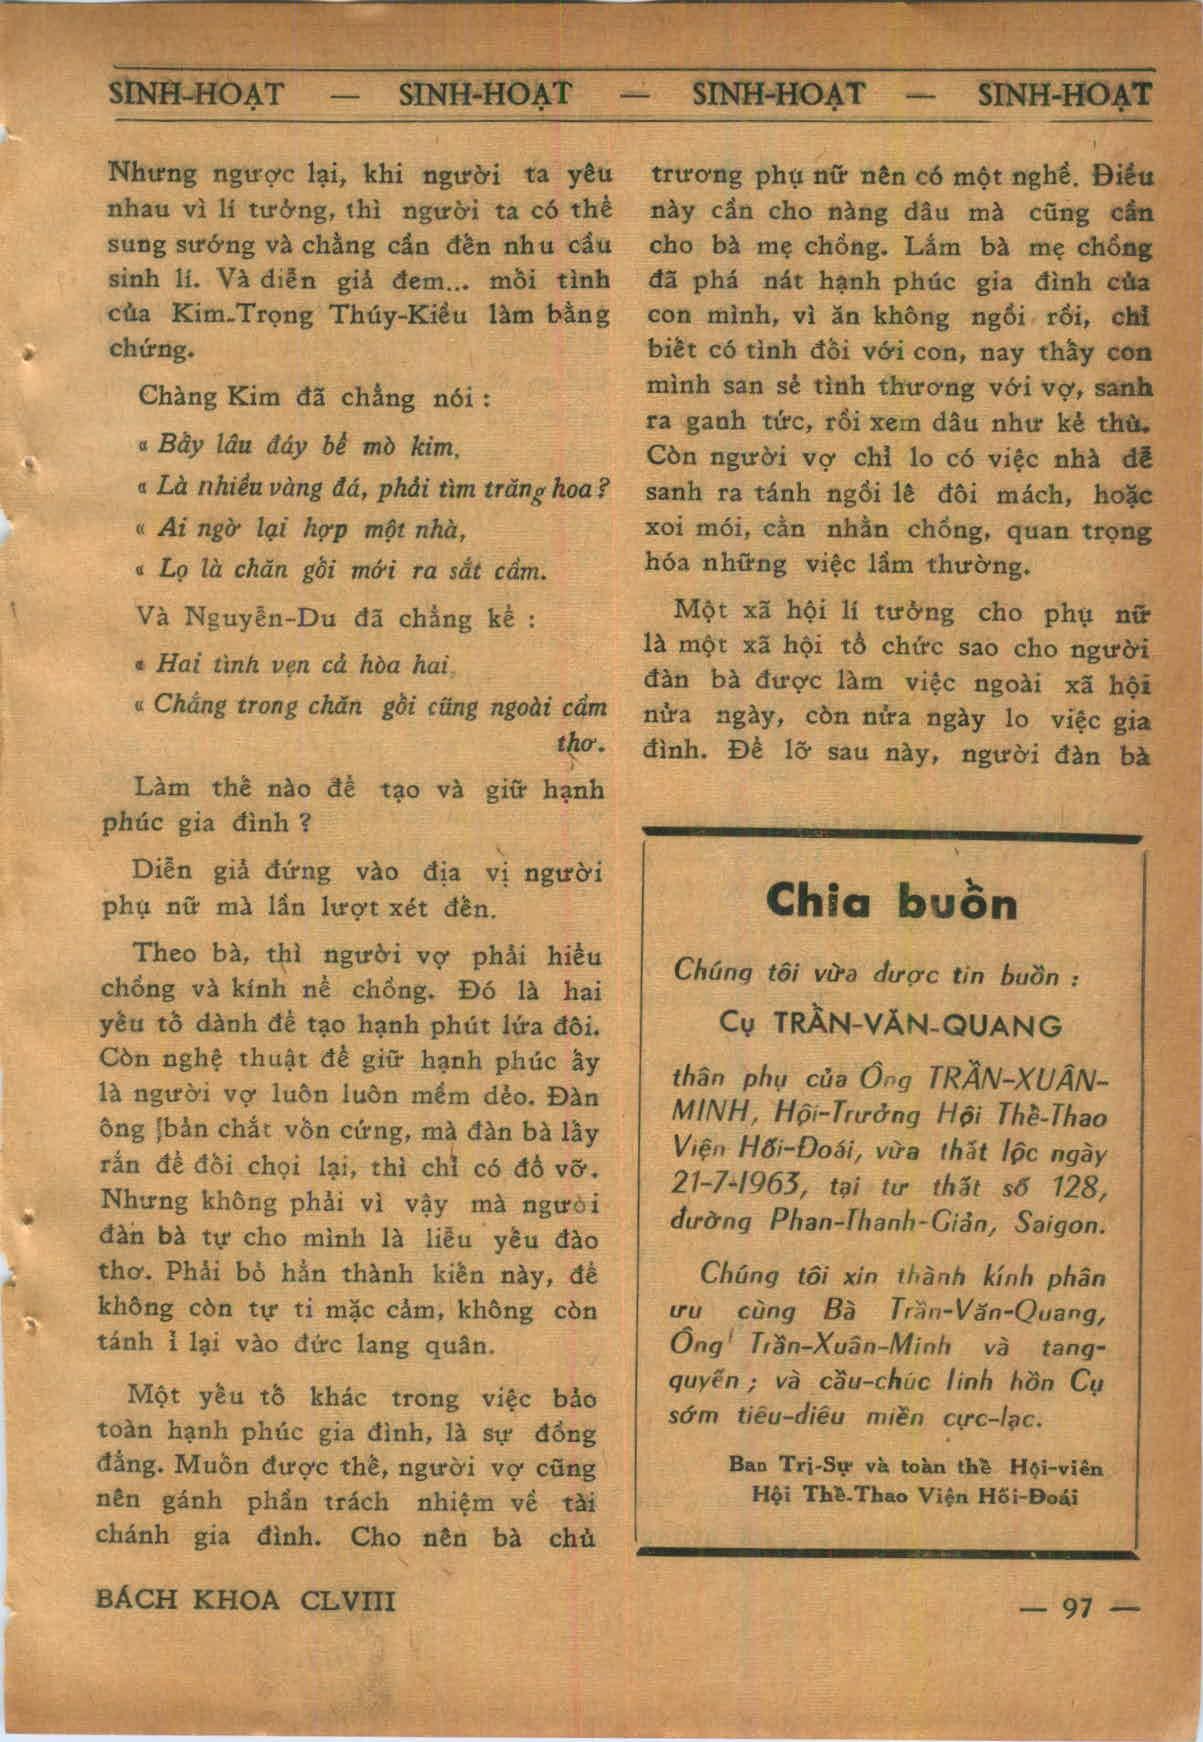 SINH-HOẠT — SINH-HOẠT — SINH-HOẠT — SINH-HOẠT
Nhưng ngược lại, khi người ta yêu
nhau vì lí tưởng, thì người ta có thể
sung sướng và chẳng cần đến nhu cầu
sinh lí. Và diễn giả đem... mối tình
của Kim-Trọng Thúy-Kiều làm bằng
chứng.
Chàng Kim đã chẳng nói :
« Bấy lâu đáy bể mò kim,
« Là nhiều vàng đá, phải tìm trăng hoa ?
« Ai ngờ lại hợp một nhà,
« Lọ là chăn gối mới ra sắt cầm.
Và Nguyễn-Du đã chẳng kể :
« Hai tình vẹn cả hòa hai,
« Chẳng trong chăn gối cũng ngoài cầm
thơ.
Làm thế nào để tạo và giữ hạnh
phúc gia đình ?
Diễn giả đứng vào địa vị người
phụ nữ mà lần lượt xét đến.
Theo bà, thì người vợ phải hiểu
chồng và kính nể chồng. Đó là hai
yếu tố dành để tạo hạnh phút lứa đôi.
Còn nghệ thuật để giữ hạnh phúc ấy
là người vợ luôn luôn mềm dẻo. Đàn
ông [bản chất vốn cứng, mà đàn bà lấy
rắn để đối chọi lại, thì chỉ có đổ vỡ.
Nhưng không phải vì vậy mà người
đàn bà tự cho mình là liễu yếu đào
thơ. Phải bỏ hẳn thành kiến này, để
không còn tự ti mặc cảm, không còn
tánh ỉ lại vào đức lang quân.
Một yếu tố khác trong việc bảo
toàn hạnh phúc gia đình, là sự đồng
đẳng. Muốn được thế, người vợ cũng
nên gánh phần trách nhiệm về tài
chánh gia đình. Cho nên bà chủ
trương phụ nữ nên có một nghề. Điều
này cần cho nàng dâu mà cũng cần
cho bà mẹ chồng. Lắm bà mẹ chồng
đã phá nát hạnh phúc gia đình của
con mình, vì ăn không ngồi rồi, chỉ
biết có tình đối với con, nay thấy con
mình san sẻ tình thương với vợ, sanh
ra ganh tức, rồi xem dâu như kẻ thù.
Còn người vợ chỉ lo có việc nhà dễ
sanh ra tánh ngồi lê đôi mách, hoặc
xoi mói, cằn nhằn chồng, quan trọng
hóa những việc tầm thường.
Một xã hội lí tưởng cho phụ nữ
là một xã hội tổ chức sao cho người
đàn bà được làm việc ngoài xã hội
nửa ngày, còn nửa ngày lo việc gia
đình. Để lỡ sau này, người đàn bà
Chia buồn
Chúng tôi vừa được tin buồn :
Cụ TRẦN-VĂN-QUANG
thân phụ của Ông TRẦN-XUÂN-
MINH, Hội-Trưởng Hội Thể-Thao
Viện Hối-Đoái, vừa thất lộc ngày
21-7-1963, tại tư thất số 128,
đường Phan-Thanh-Giản, Saigon.
Chúng tôi xin thành kính phân
ưu cùng Bà Trần-Văn-Quang,
Ông Trần-Xuân-Minh và tang-
quyến ; và cầu-chúc linh hồn Cụ
sớm tiêu-diêu miền cực-lạc.
Ban Trị-Sự và toàn thể Hội-viên
Hội Thể-Thao Viện Hối-Đoái
BÁCH KHOA CLVIII
— 97 —